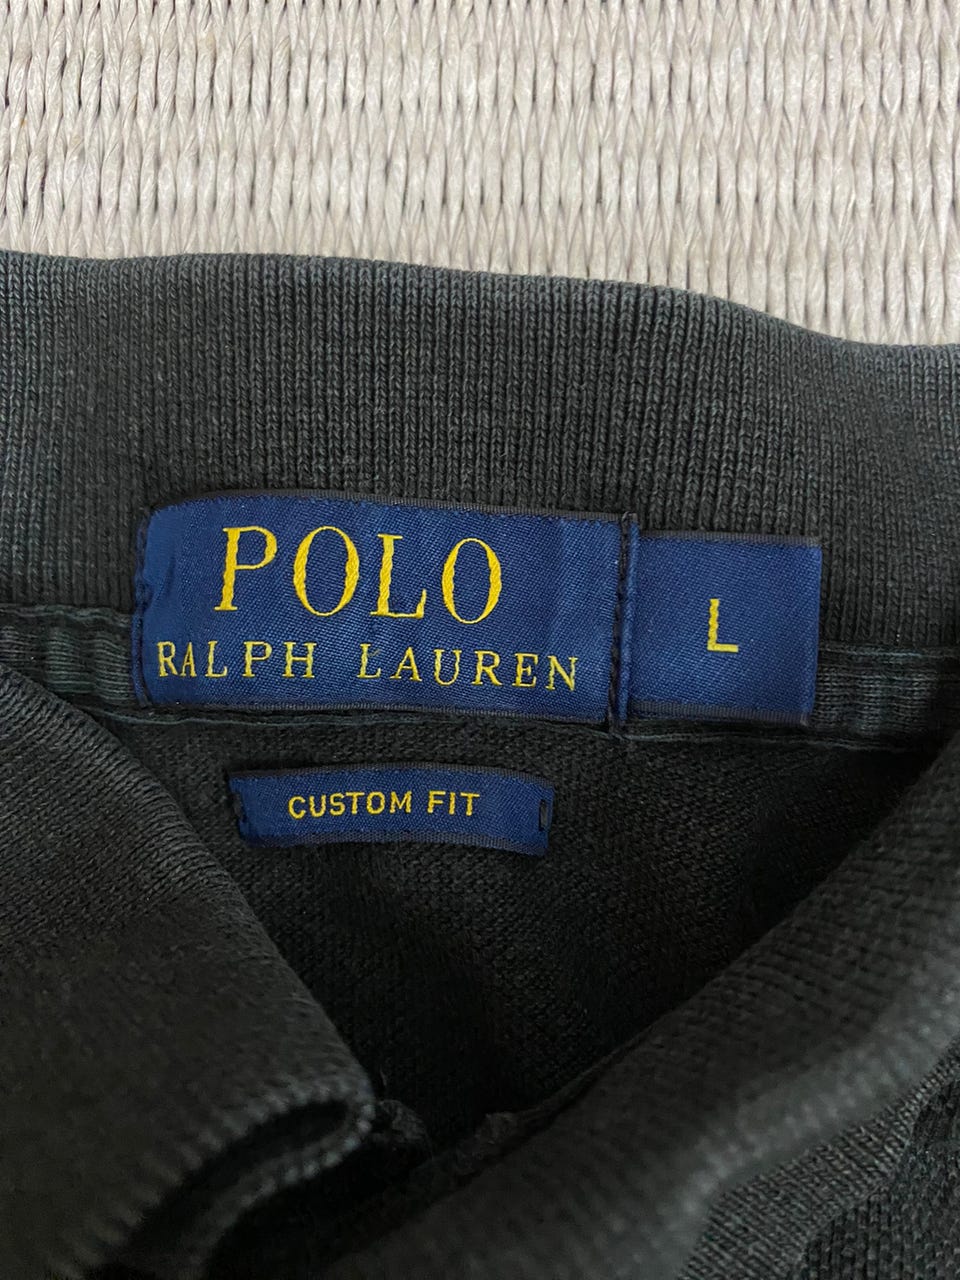 POLO
RALPH LAUREN
L
CUSTOM FIT